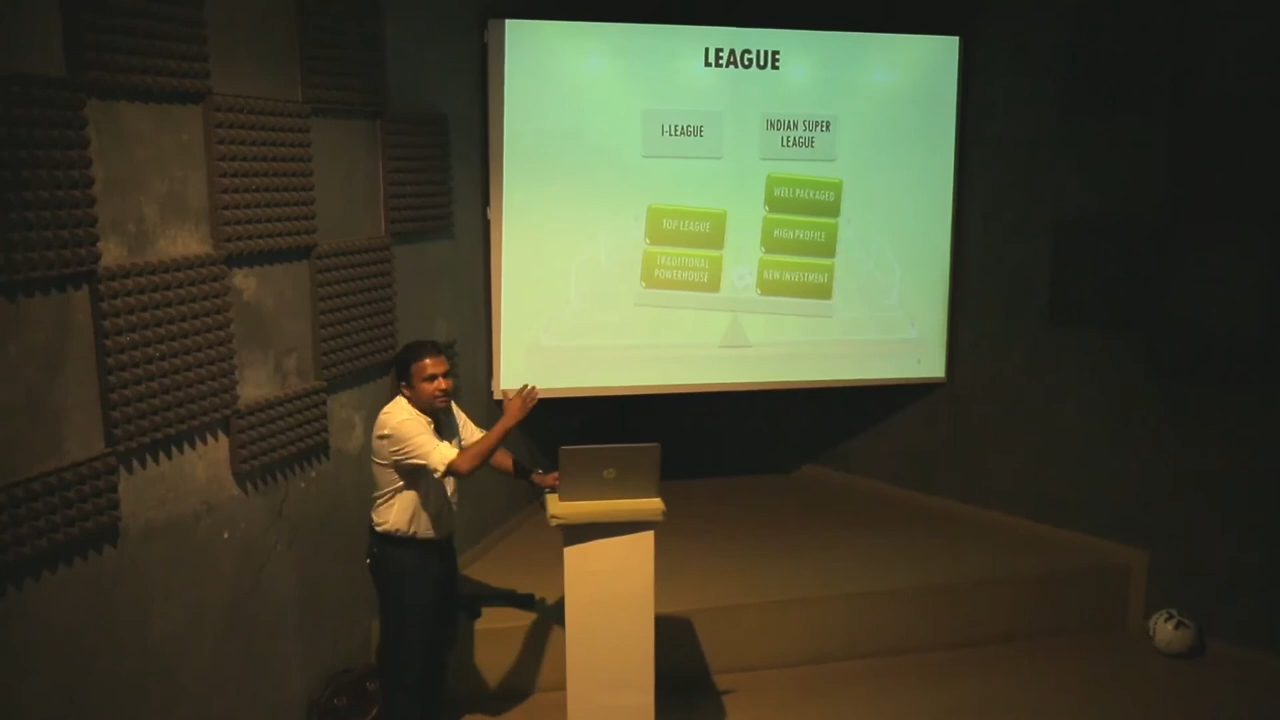 LEAGUE
I-LEAGUE
INDIAN SUPER
LEAGUE
WELL PACKAGED
TOP LEAGUE
HIGH PROFILE
TRADITIONAL
POWERHOUSE
NEW INVESTMENT